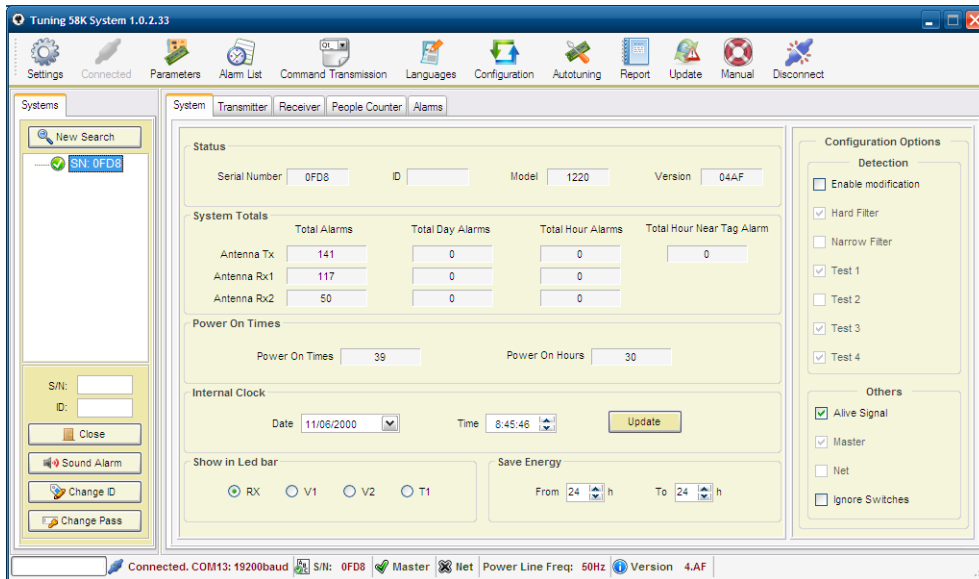 Tuning 58K System 1.0.2.33
Settings Connected Parameters Alarm List Command Transmission Languages Configuration Autotuning Report Update Manual Disconnect
Systems
New Search
SN: 0FD8
S/N:
ID:
Close
Sound Alarm
Change ID
Change Pass
System Transmitter Receiver People Counter Alarms
Status
Serial Number 0FD8 ID Model 1220 Version 04AF
System Totals
Total Alarms Total Day Alarms Total Hour Alarms Total Hour Near Tag Alarm
Antenna Tx 141 0 0 0
Antenna Rx1 117 0 0
Antenna Rx2 50 0 0
Power On Times
Power On Times 39 Power On Hours 30
Internal Clock
Date 11/06/2000 Time 8:45:46 Update
Show in Led bar
RX V1 V2 T1
Save Energy
From 24 h To 24 h
Configuration Options
Detection
Enable modification
Hard Filter
Narrow Filter
Test 1
Test 2
Test 3
Test 4
Others
Alive Signal
Master
Net
Ignore Switches
Connected. COM13: 19200baud S/N: 0FD8 Master Net Power Line Freq: 50Hz Version 4.AF